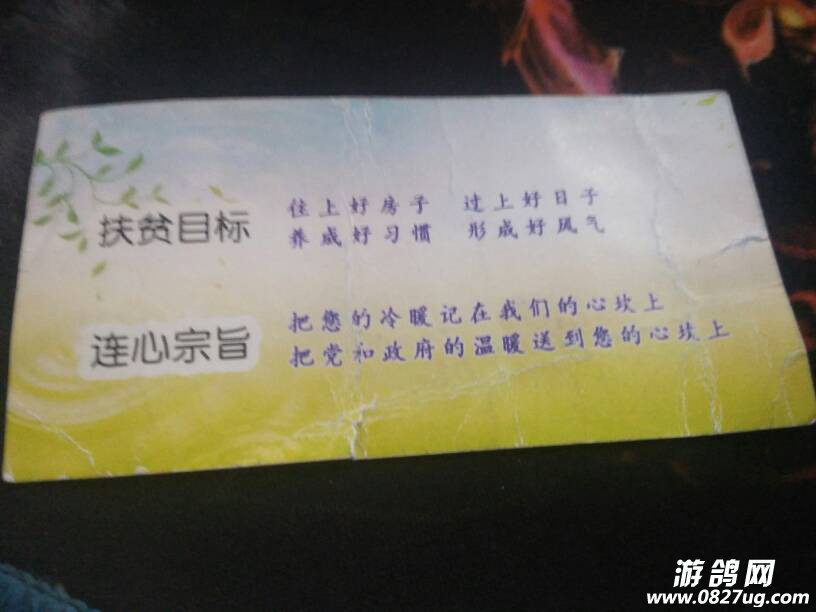 扶贫目标
住上好房子 过上好日子
养成好习惯 形成好风气
连心宗旨
把您的冷暖记在我们的心坎上
把党和政府的温暖送到您的心坎上
游鸽网
www.0827ug.com